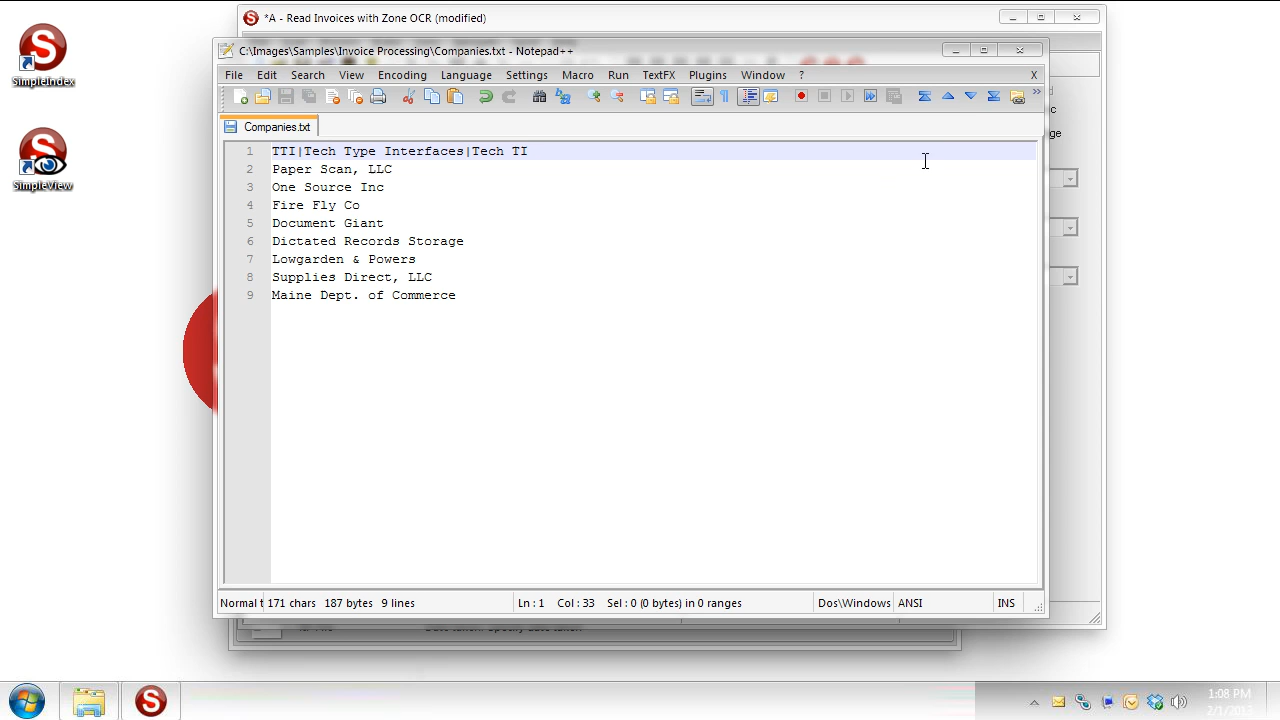 *A - Read Invoices with Zone OCR (modified)
SimpleIndex
SimpleView
C:\Images\Samples\Invoice Processing\Companies.txt - Notepad++
File Edit Search View Encoding Language Settings Macro Run TextFX Plugins Window ? X
Companies.txt
1 TTI|Tech Type Interfaces|Tech TI
2 Paper Scan, LLC
3 One Source Inc
4 Fire Fly Co
5 Document Giant
6 Dictated Records Storage
7 Lowgarden & Powers
8 Supplies Direct, LLC
9 Maine Dept. of Commerce
Normal t 171 chars 187 bytes 9 lines Ln : 1 Col : 33 Sel : 0 (0 bytes) in 0 ranges Dos\Windows ANSI INS
1:08 PM
2/1/2013